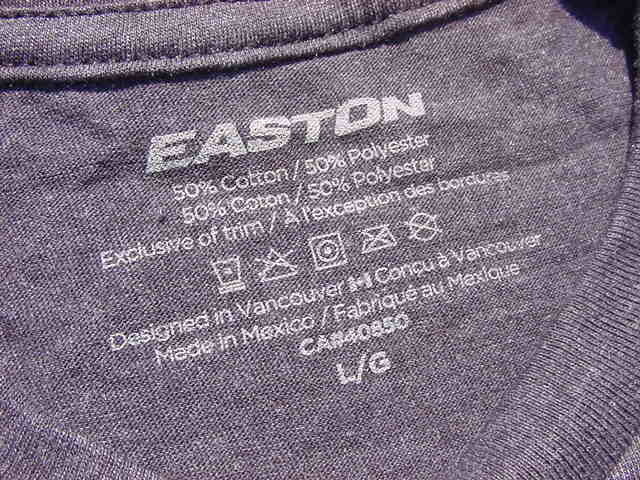 EASTON
50% Cotton / 50% Polyester
50% Coton / 50% Polyester
Exclusive of trim / À l'exception des bordures
Designed in Vancouver Conçu à Vancouver
Made in Mexico / Fabriqué au Mexique
CA#40850
L/G